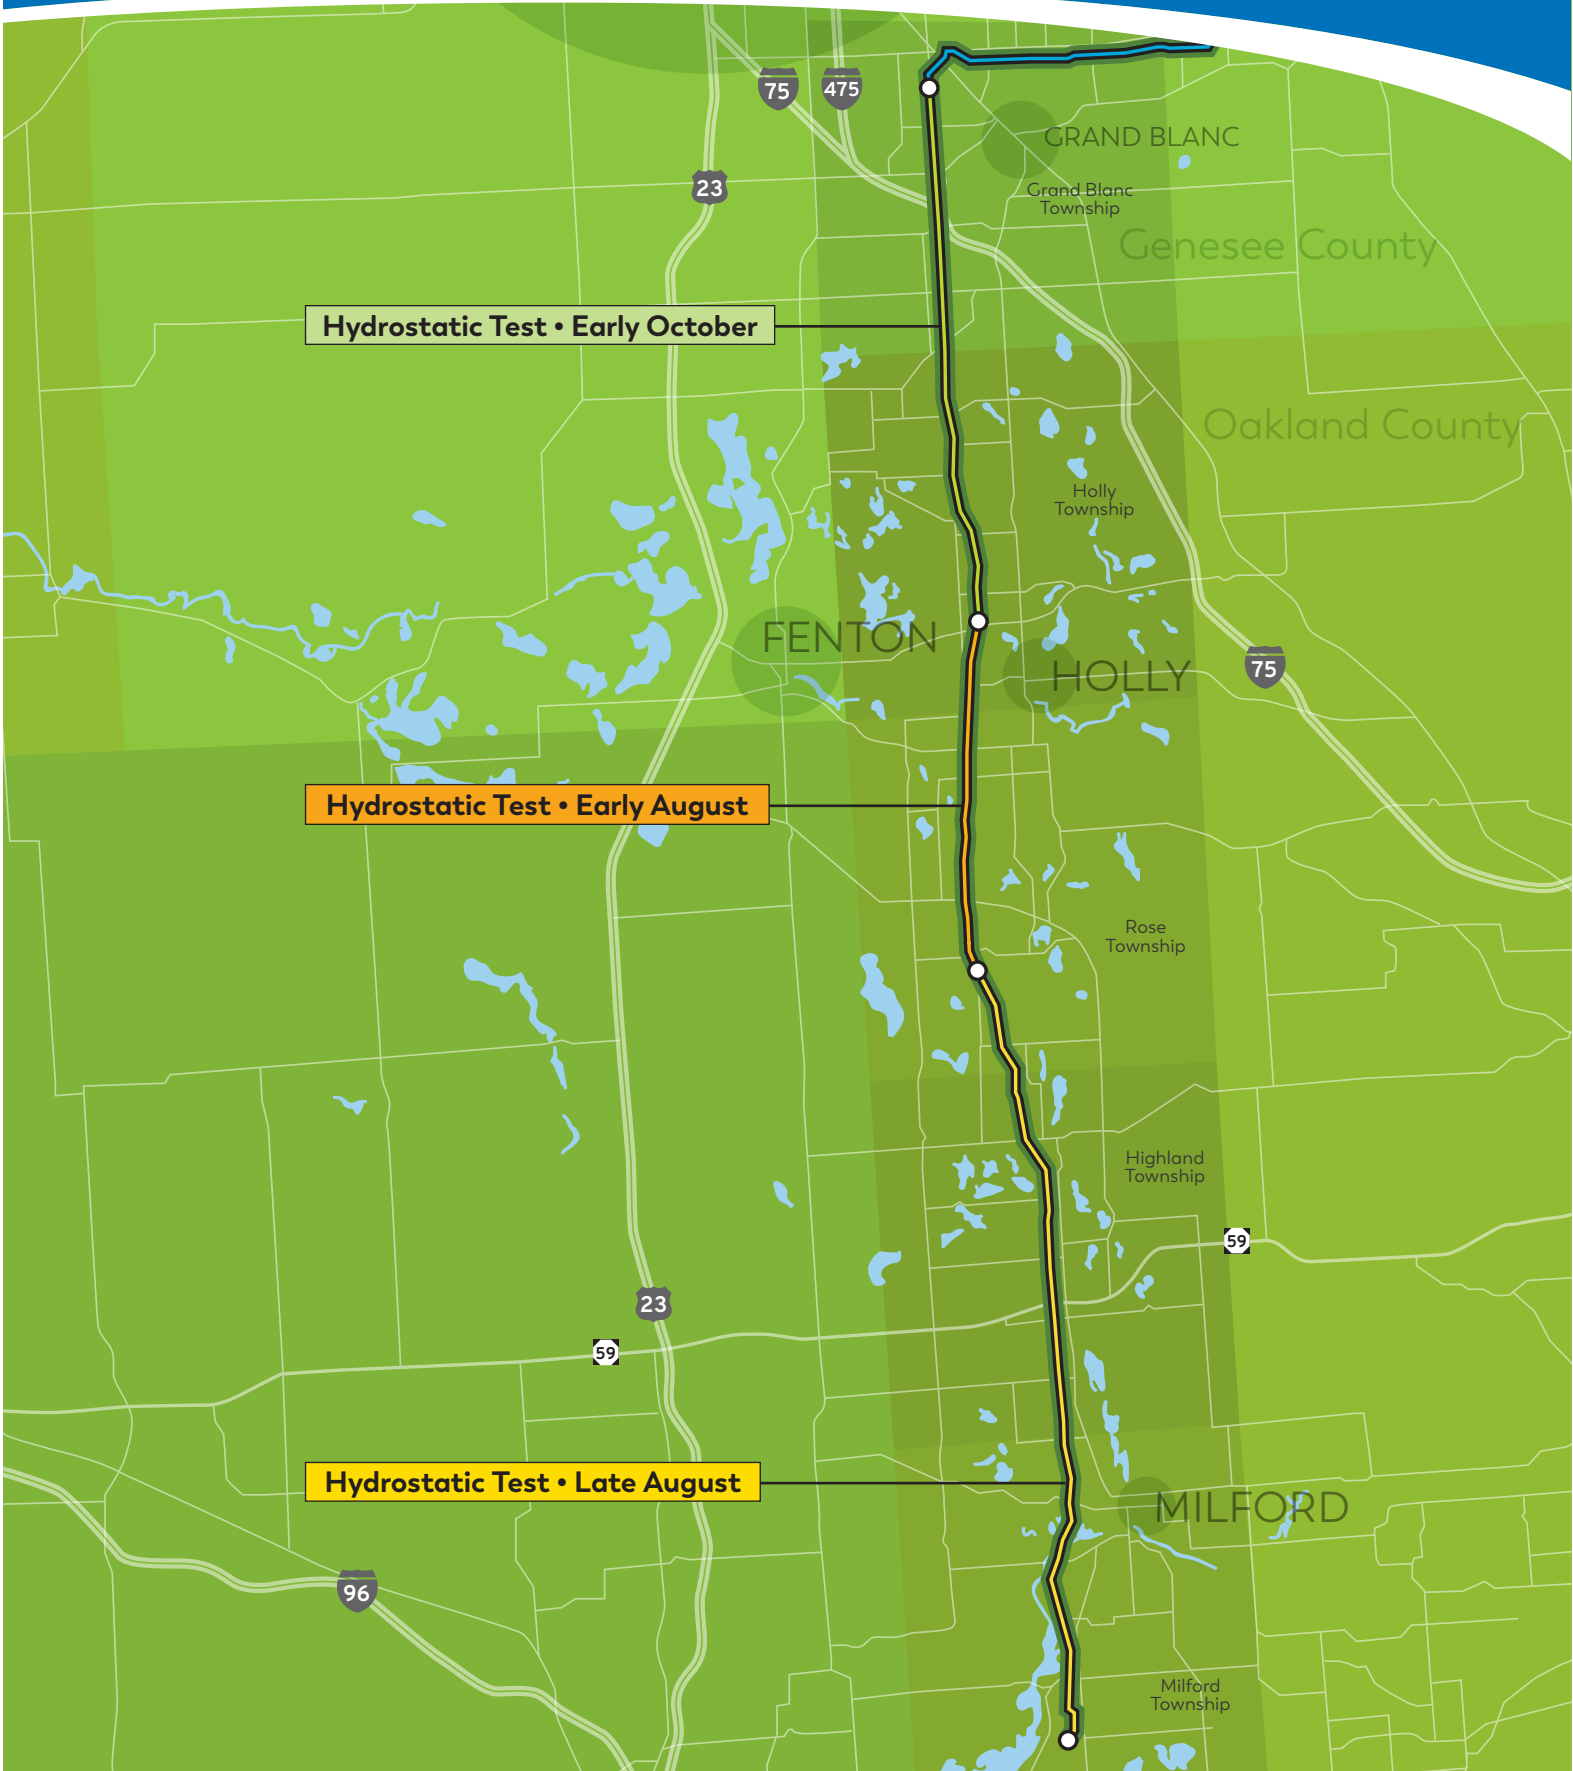 75
475
GRAND BLANC
23
Grand Blanc
Township
Genesee County
Hydrostatic Test • Early October
Oakland County
Holly
Township
FENTON
HOLLY
75
Hydrostatic Test • Early August
Rose
Township
Highland
Township
59
23
59
Hydrostatic Test • Late August
MILFORD
96
Milford
Township